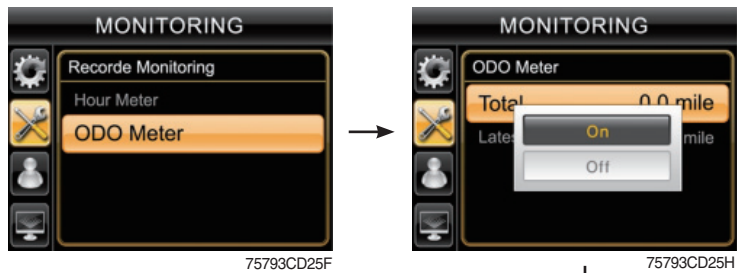 MONITORING
Recorde Monitoring
Hour Meter
ODO Meter
75793CD25F
MONITORING
ODO Meter
Total 0.0 mile
On
Off
mile
75793CD25H